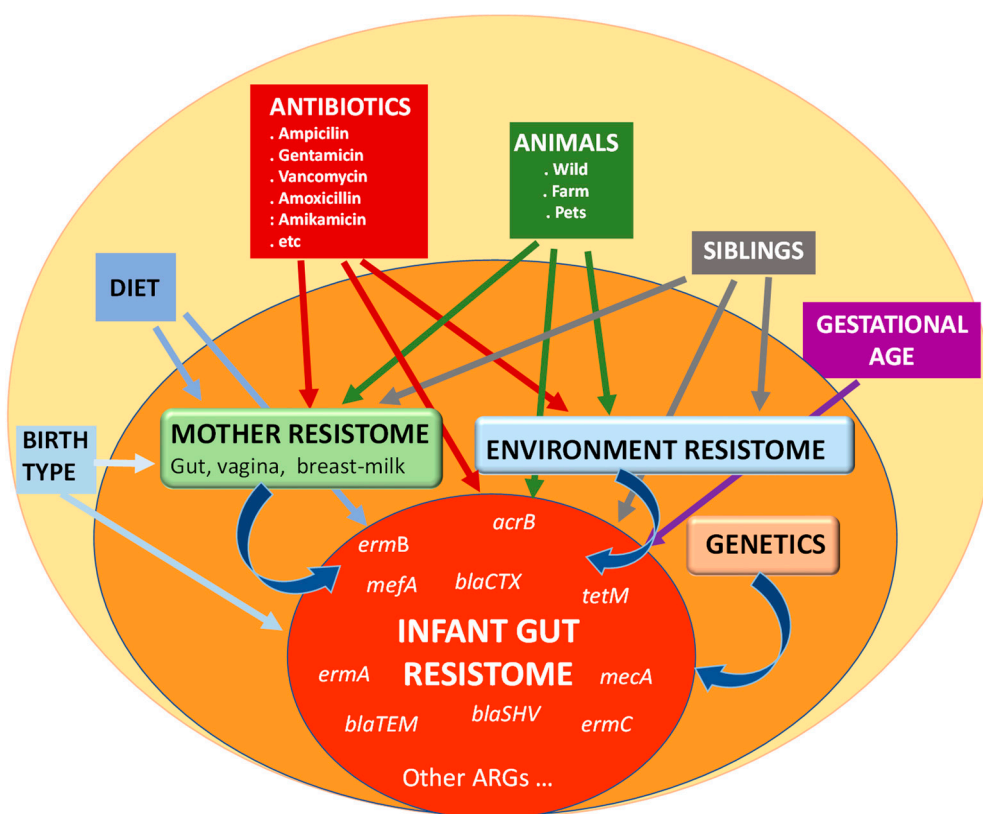 ANTIBIOTICS
. Ampicilin
. Gentamicin
. Vancomycin
. Amoxicillin
: Amikamicin
. etc
ANIMALS
. Wild
. Farm
. Pets
SIBLINGS
DIET
GESTATIONAL
AGE
BIRTH
TYPE
MOTHER RESISTOME
Gut, vagina, breast-milk
ENVIRONMENT RESISTOME
GENETICS
acrB
ermB
mefA
blaCTX
tetM
INFANT GUT
RESISTOME
ermA
mecA
blaTEM
blaSHV
ermC
Other ARGs ...